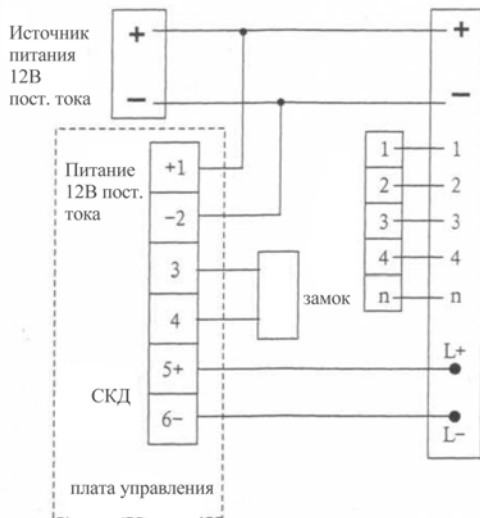 Источник
питания
12В
пост. тока
+
−
+
−
Питание
12В пост.
тока
+1
−2
3
4
5+
6−
СКД
замок
1
2
3
4
n
1
2
3
4
n
L+
L−
плата управления